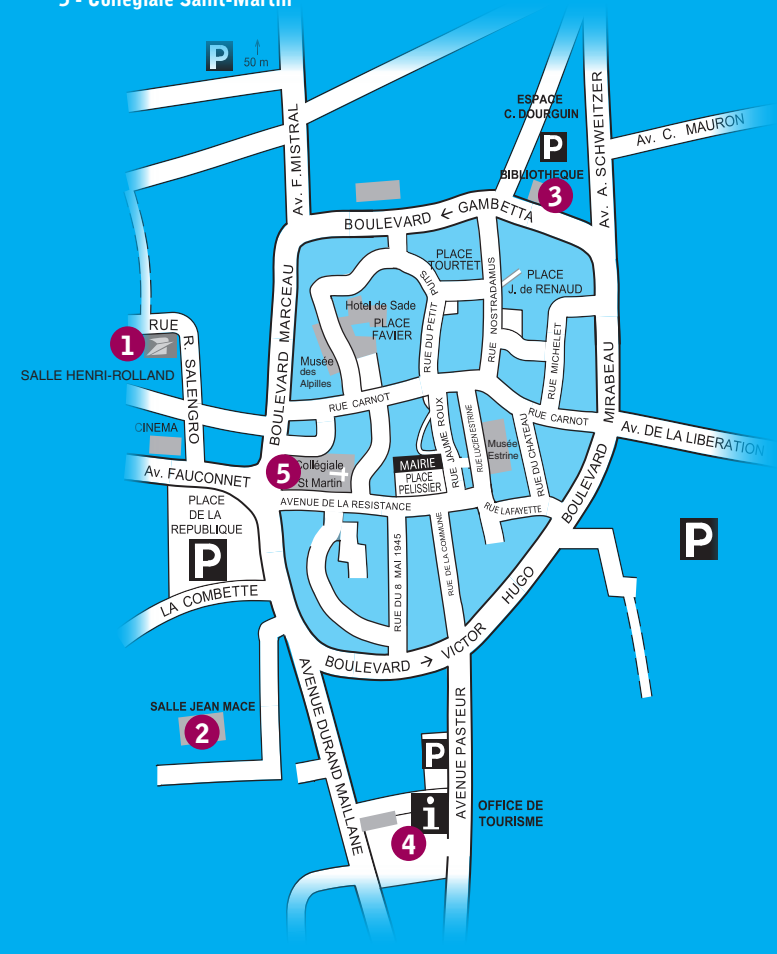 5 - Collégiale Saint-Martin
P
50 m
ESPACE
C. DOURGUIN
P
BIBLIOTHEQUE
3
Av. F.MISTRAL
Av. A. SCHWEITZER
Av. C. MAURON
BOULEVARD ← GAMBETTA
PLACE
TOURTET
PLACE
J. de RENAUD
BOULEVARD MARCEAU
Hotel de Sade
PLACE
FAVIER
Musée
des
Alpilles
RUE DU PETIT PUITS
RUE NOSTRADAMUS
RUE MICHELET
BOULEVARD MIRABEAU
1
RUE
R. SALENGRO
SALLE HENRI-ROLLAND
RUE CARNOT
RUE CARNOT
Av. DE LA LIBERATION
CINEMA
Av. FAUCONNET
5
Collégiale
St Martin
MAIRIE
PLACE
PELISSIER
RUE JAUME ROUX
RUE LUCIEN ESTRINE
Musée
Estrine
RUE DU CHATEAU
AVENUE DE LA RESISTANCE
RUE LAFAYETTE
PLACE
DE LA
REPUBLIQUE
P
P
LA COMBETTE
RUE DU 8 MAI 1945
RUE DE LA COMMUNE
BOULEVARD → VICTOR HUGO
SALLE JEAN MACE
2
AVENUE DURAND MAILLANE
AVENUE PASTEUR
P
i
OFFICE DE
TOURISME
4